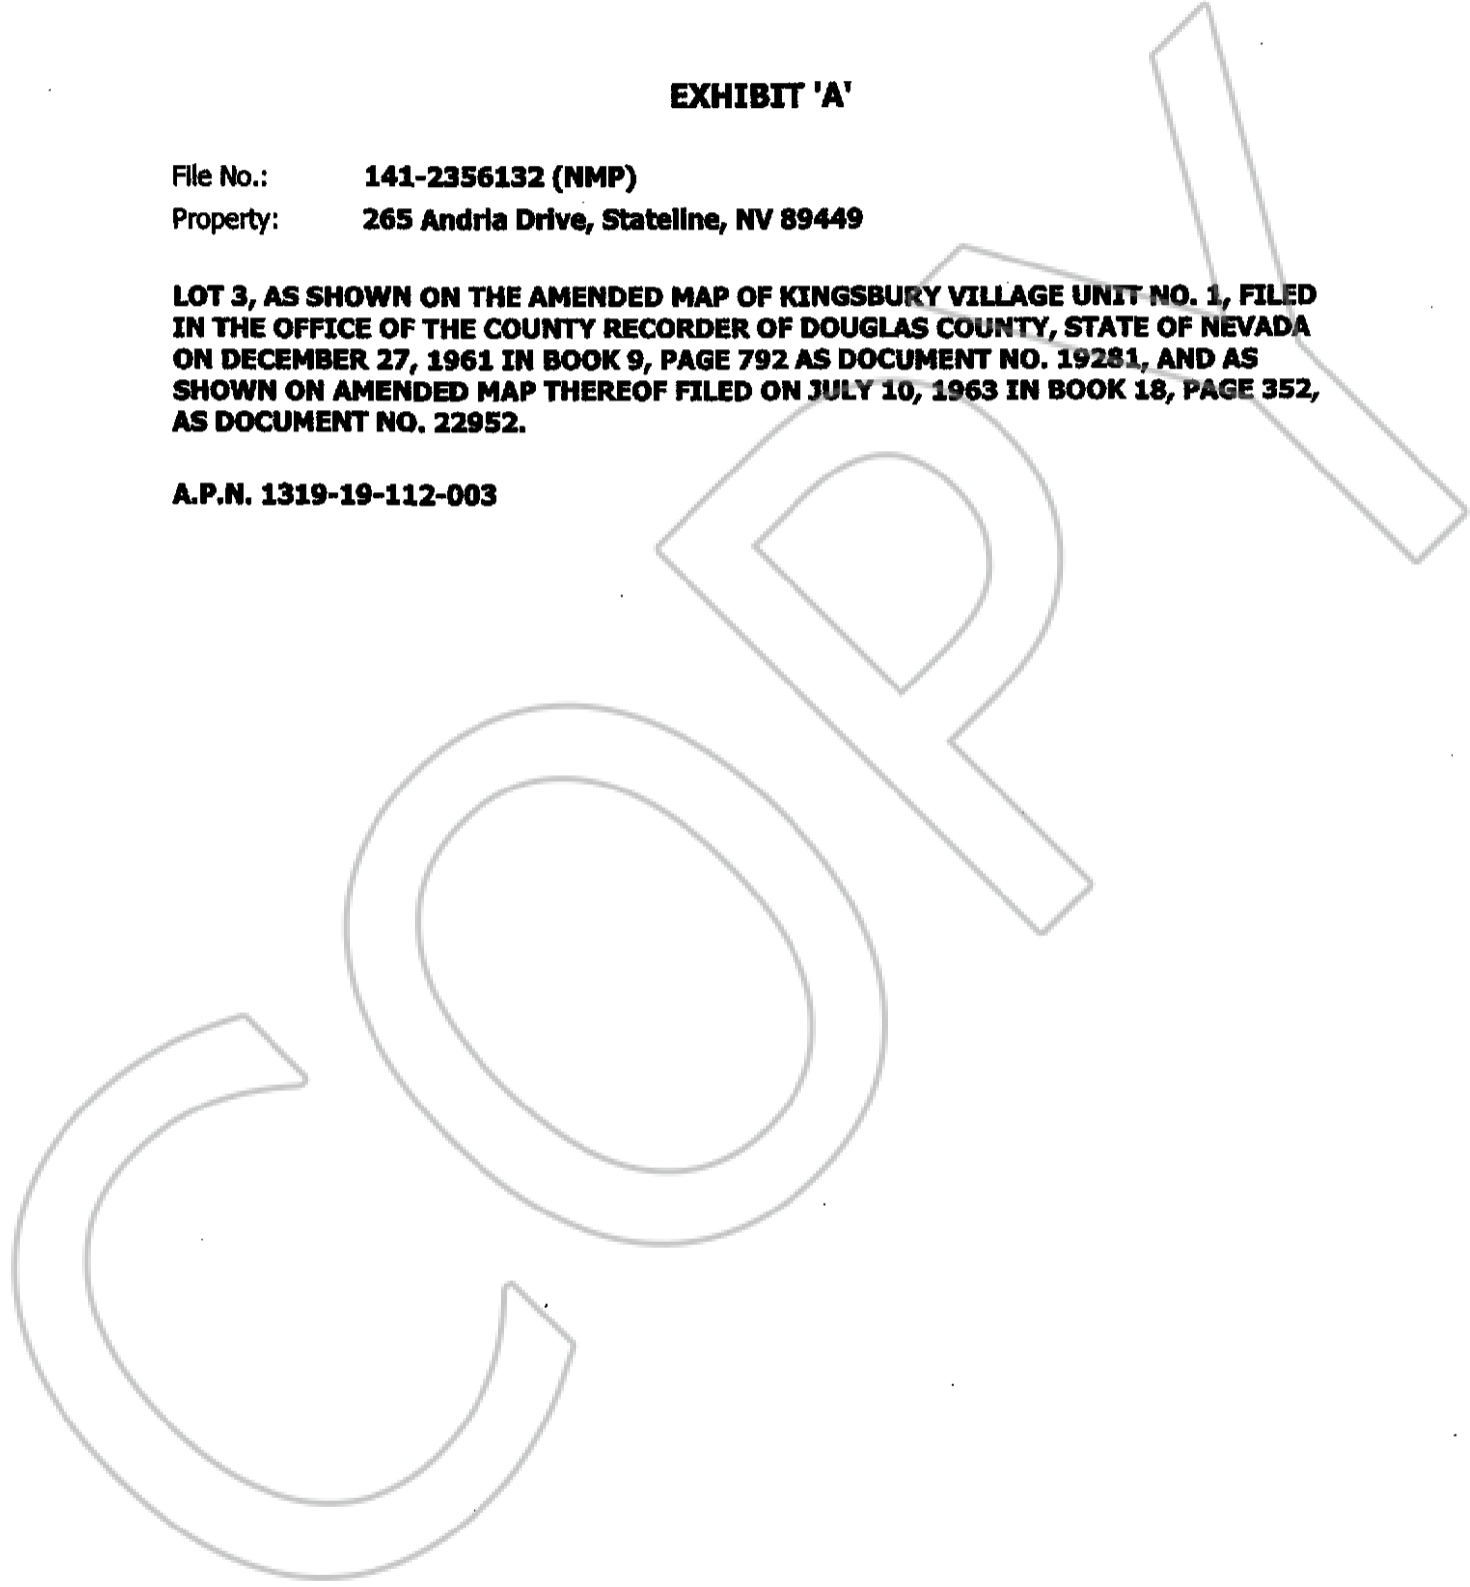 EXHIBIT 'A'
File No.: 141-2356132 (NMP)
Property: 265 Andria Drive, Stateline, NV 89449
LOT 3, AS SHOWN ON THE AMENDED MAP OF KINGSBURY VILLAGE UNIT NO. 1, FILED
IN THE OFFICE OF THE COUNTY RECORDER OF DOUGLAS COUNTY, STATE OF NEVADA
ON DECEMBER 27, 1961 IN BOOK 9, PAGE 792 AS DOCUMENT NO. 19281, AND AS
SHOWN ON AMENDED MAP THEREOF FILED ON JULY 10, 1963 IN BOOK 18, PAGE 352,
AS DOCUMENT NO. 22952.
A.P.N. 1319-19-112-003
COPY